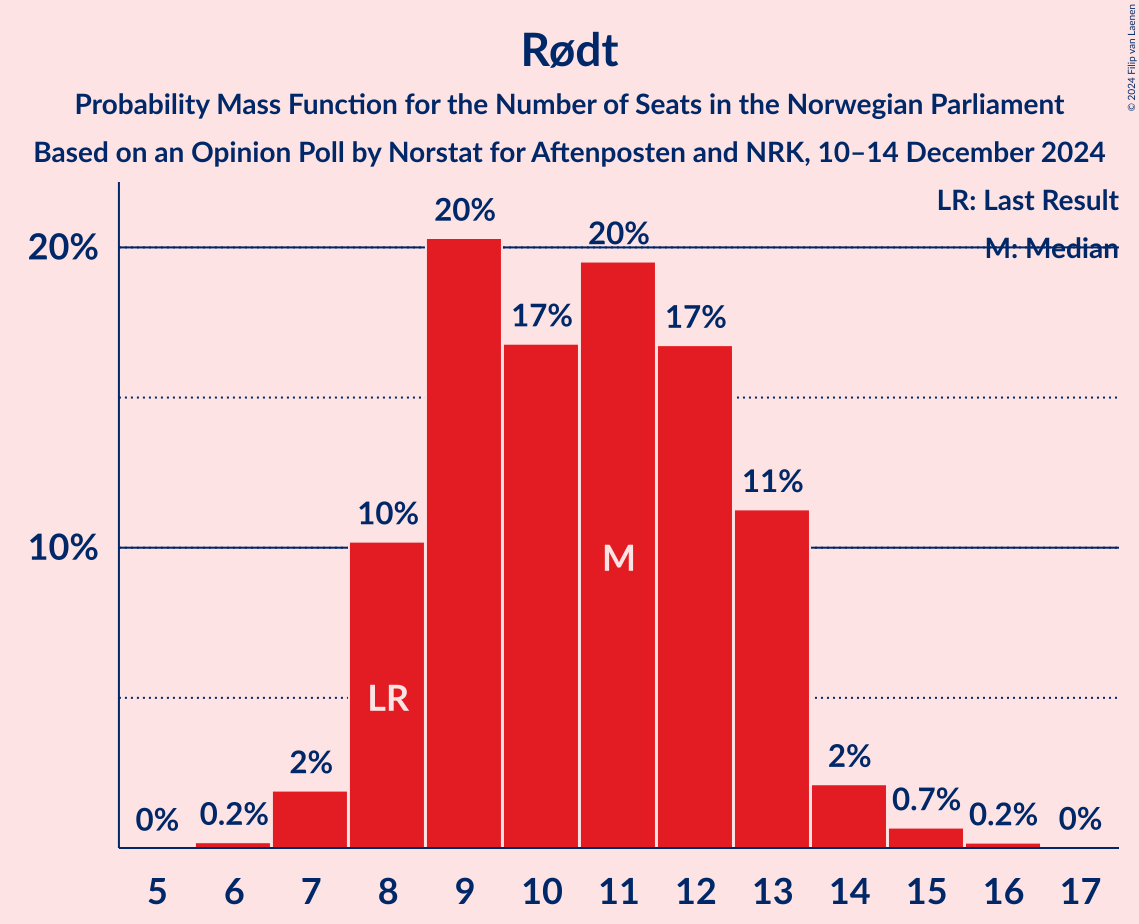 Rødt
Probability Mass Function for the Number of Seats in the Norwegian Parliament
Based on an Opinion Poll by Norstat for Aftenposten and NRK, 10–14 December 2024
© 2024 Filip van Laenen
LR: Last Result
M: Median
20%
10%
0%
0.2%
2%
10%
20%
17%
20%
17%
11%
2%
0.7%
0.2%
0%
LR
M
5 6 7 8 9 10 11 12 13 14 15 16 17